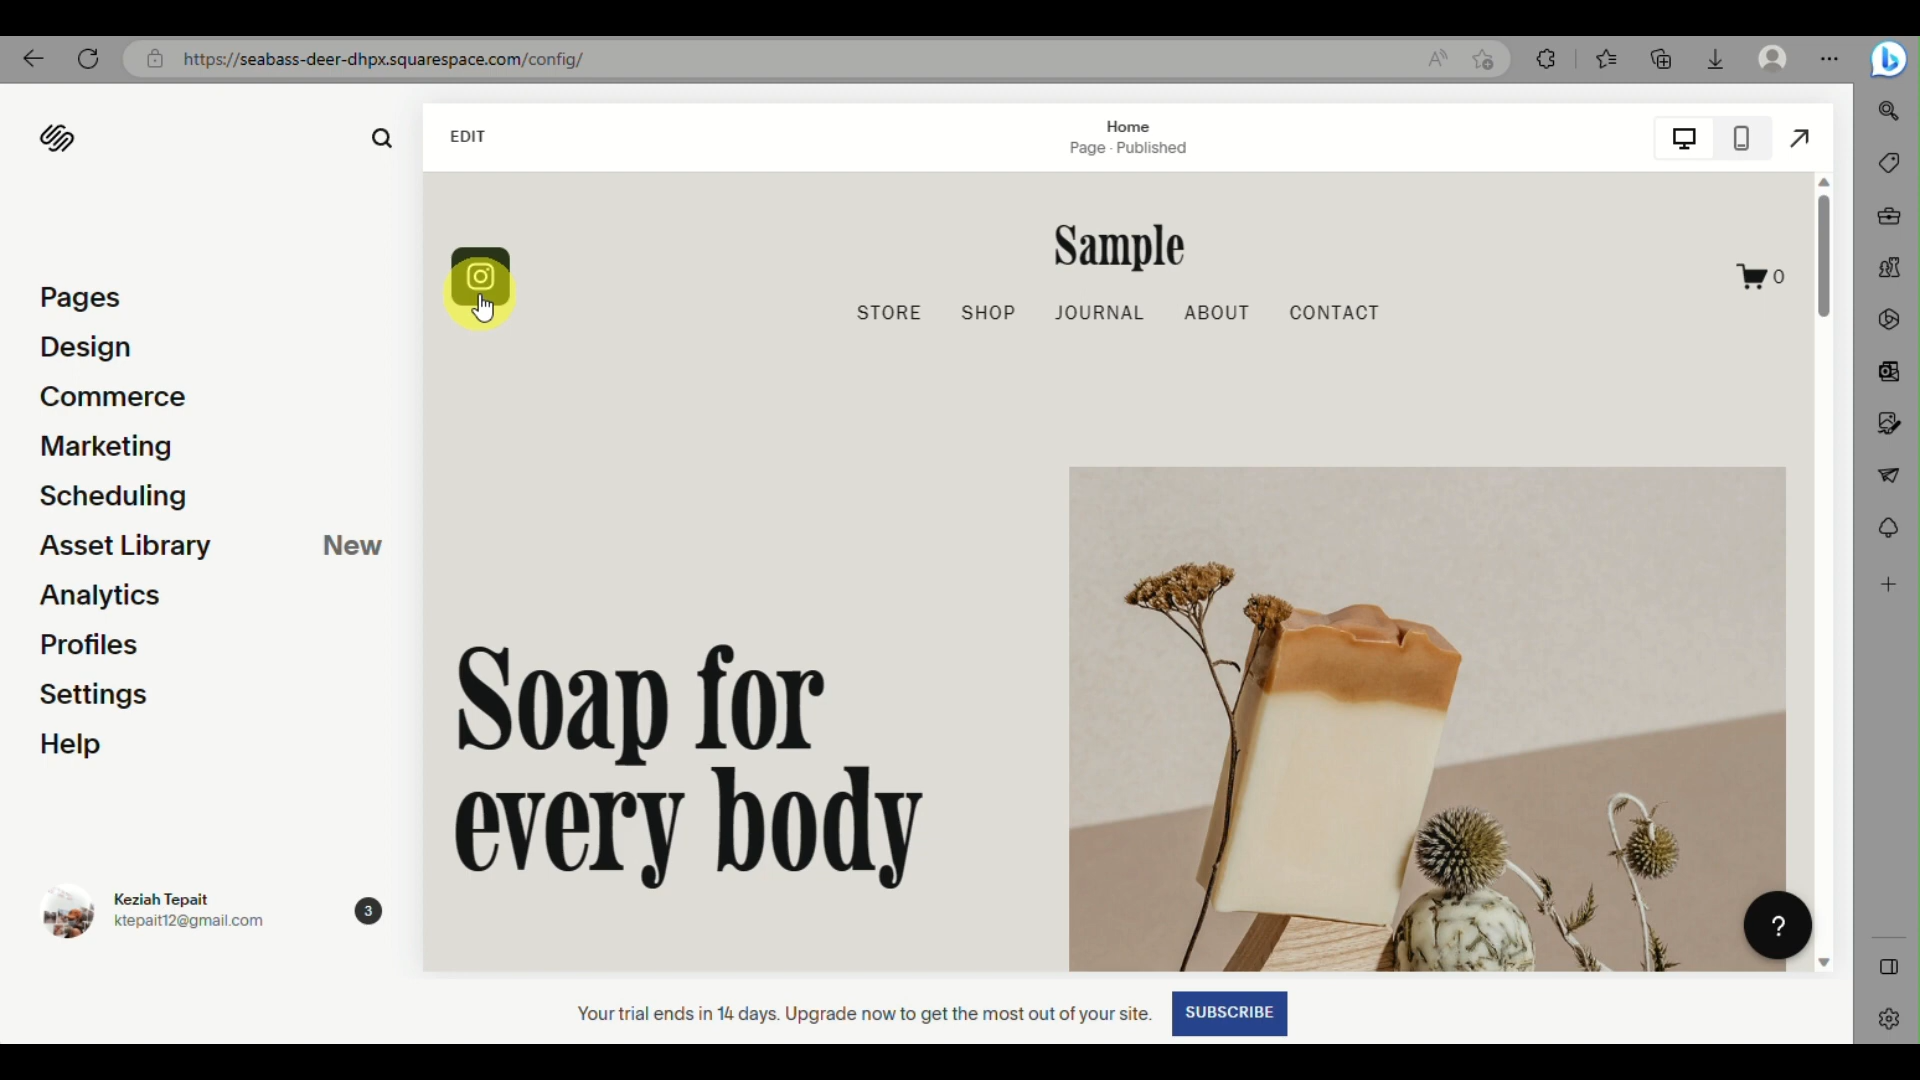 https://seabass-deer-dhpx.squarespace.com/config/
EDIT
Home
Page · Published
Pages
Design
Commerce
Marketing
Scheduling
Asset Library New
Analytics
Profiles
Settings
Help
Keziah Tepait
ktepait12@gmail.com
3
Sample
0
STORE SHOP JOURNAL ABOUT CONTACT
Soap for
every body
?
Your trial ends in 14 days. Upgrade now to get the most out of your site. SUBSCRIBE